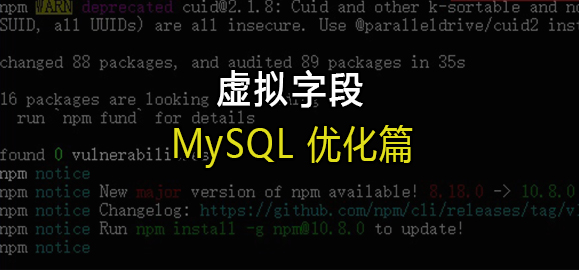 npm WARN deprecated cuid@2.1.8: Cuid and other k-sortable and no
SUID, all UUIDs) are all insecure. Use @paralleldrive/cuid2 inst
changed 88 packages, and audited 89 packages in 35s
虚拟字段
16 packages are looking
run `npm fund` for details
MySQL 优化篇
found 0 vulnerabili
npm notice
npm notice New major version of npm available! 8.18.0 -> 10.8.0
npm notice Changelog: https://github.com/npm/cli/releases/tag/v
npm notice Run npm install -g npm@10.8.0 to update!
npm notice